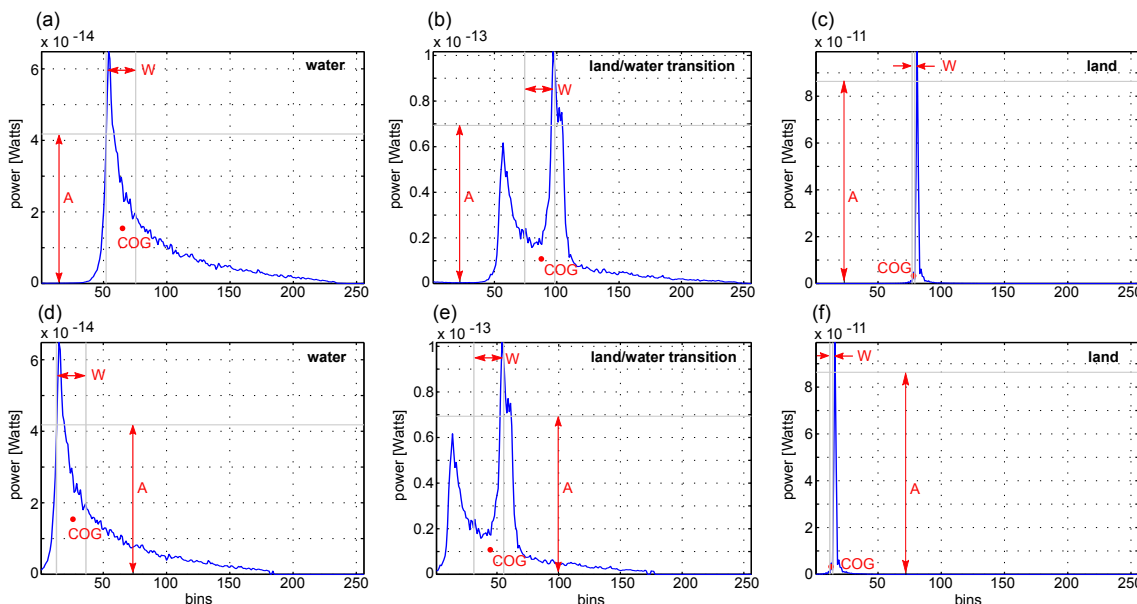 (a)
x 10 -14
water
W
A
COG
power [Watts]
6
4
2
0
50 100 150 200 250
(b)
x 10 -13
land/water transition
W
A
COG
power [Watts]
1
0.8
0.6
0.4
0.2
0
50 100 150 200 250
(c)
x 10 -11
land
W
A
COG
power [Watts]
8
6
4
2
0
50 100 150 200 250
(d)
x 10 -14
water
W
A
COG
power [Watts]
6
4
2
0
50 100 150 200 250
bins
(e)
x 10 -13
land/water transition
W
A
COG
power [Watts]
1
0.8
0.6
0.4
0.2
0
50 100 150 200 250
bins
(f)
x 10 -11
land
W
A
COG
power [Watts]
8
6
4
2
0
50 100 150 200 250
bins